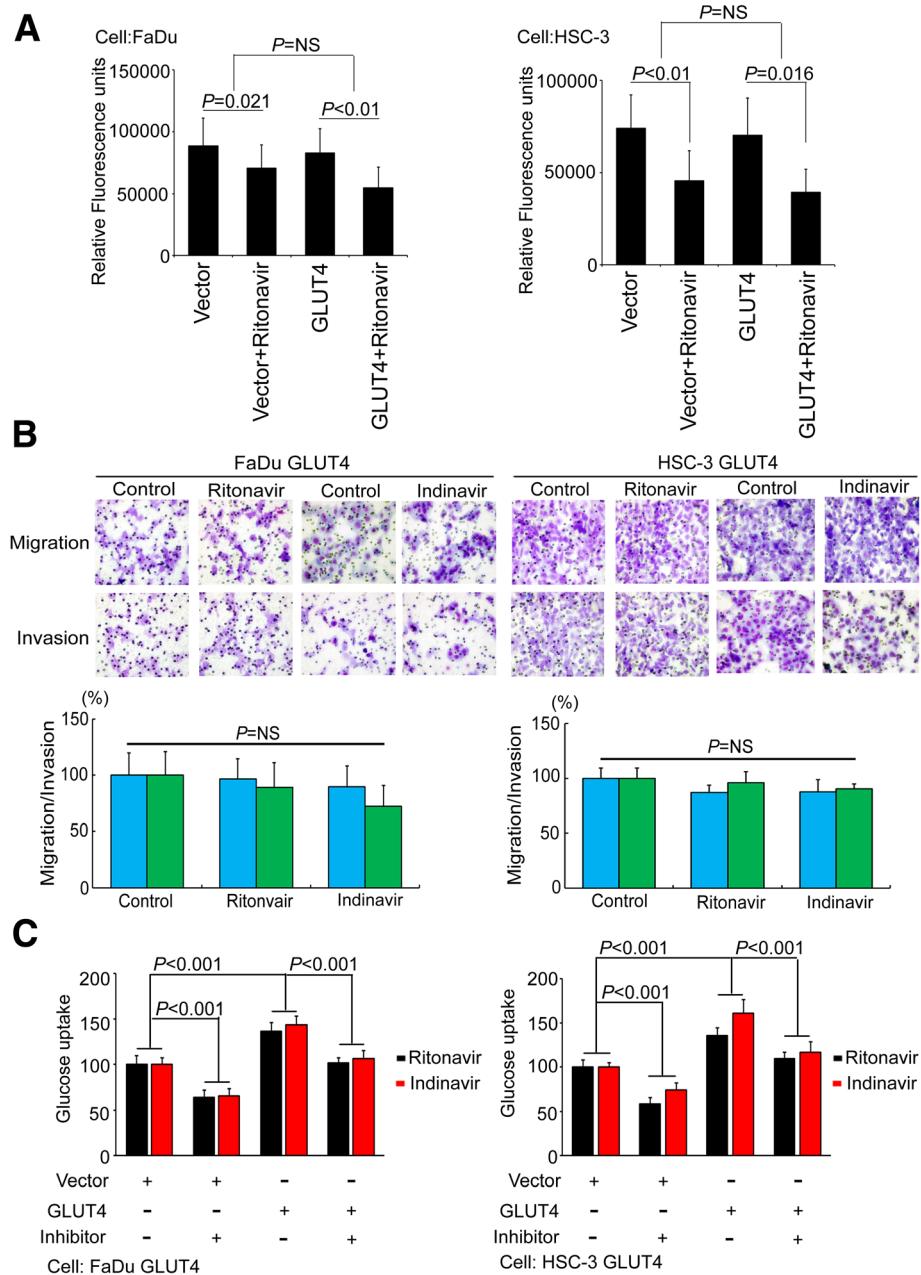 A
Cell:FaDu
P=NS
Relative Fluorescence units
150000
100000
50000
0
P=0.021
P<0.01
Vector
Vector+Ritonavir
GLUT4
GLUT4+Ritonavir
Cell:HSC-3
P=NS
Relative Fluorescence units
100000
50000
0
P<0.01
P=0.016
Vector
Vector+Ritonavir
GLUT4
GLUT4+Ritonavir
B
FaDu GLUT4
HSC-3 GLUT4
Control Ritonavir Control Indinavir
Control Ritonavir Control Indinavir
Migration
Invasion
(%)
Migration/Invasion
150
100
50
0
P=NS
Control Ritonvair Indinavir
(%)
Migration/Invasion
150
100
50
0
P=NS
Control Ritonavir Indinavir
C
Glucose uptake
200
150
100
50
0
P<0.001
P<0.001
P<0.001
Ritonavir
Indinavir
Vector + + - -
GLUT4 - - + +
Inhibitor - + - +
Cell: FaDu GLUT4
Glucose uptake
200
150
100
50
0
P<0.001
P<0.001
P<0.001
Ritonavir
Indinavir
Vector + + - -
GLUT4 - - + +
Inhibitor - + - +
Cell: HSC-3 GLUT4